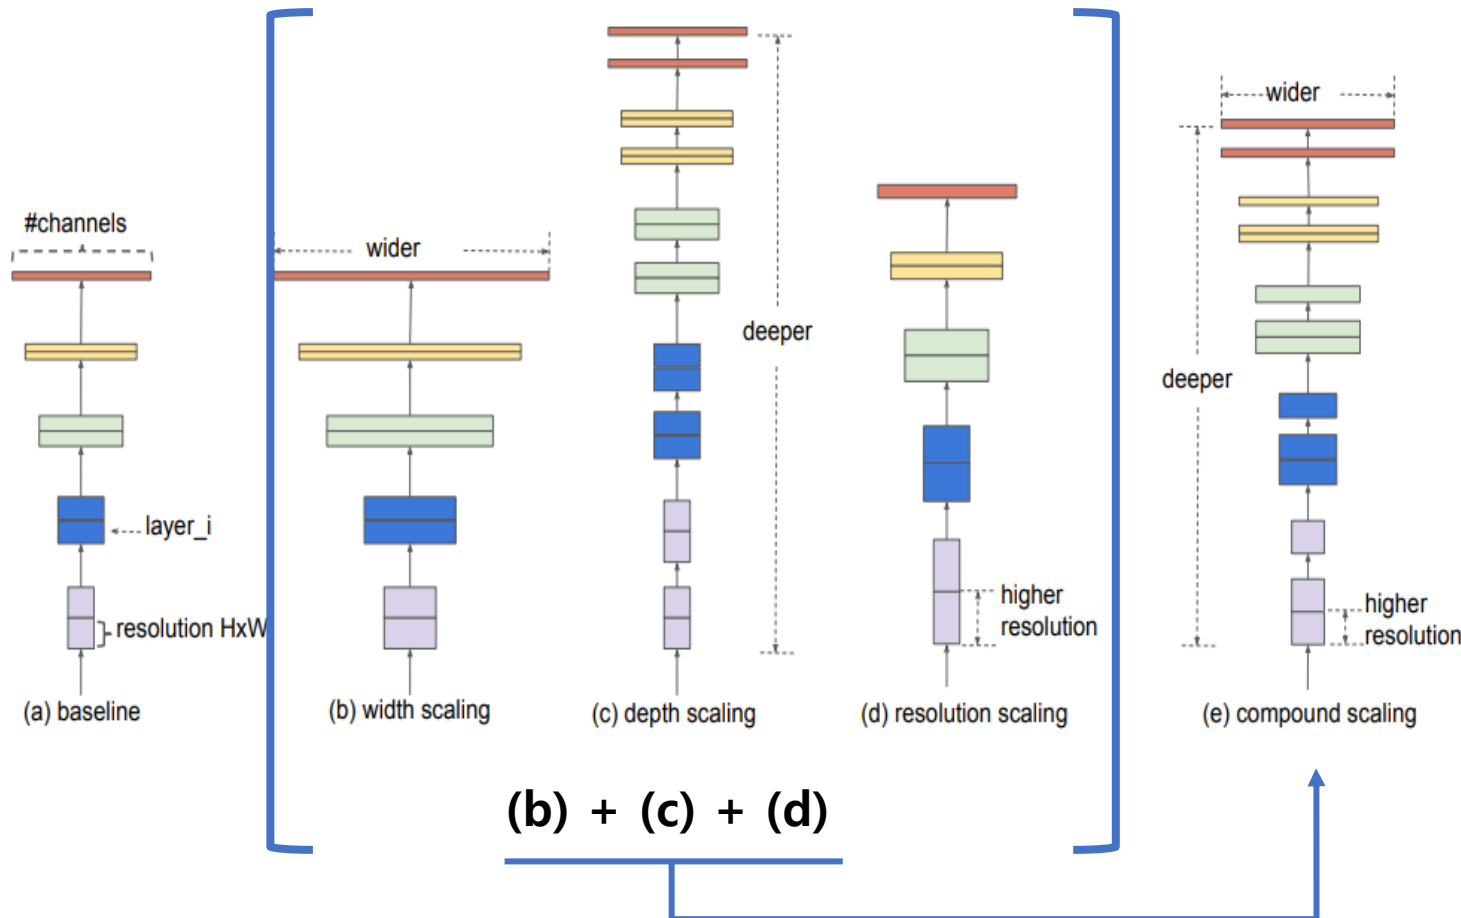 #channels
layer_i
resolution HxW
(a) baseline
wider
(b) width scaling
deeper
(c) depth scaling
higher
resolution
(d) resolution scaling
wider
deeper
higher
resolution
(e) compound scaling
(b) + (c) + (d)